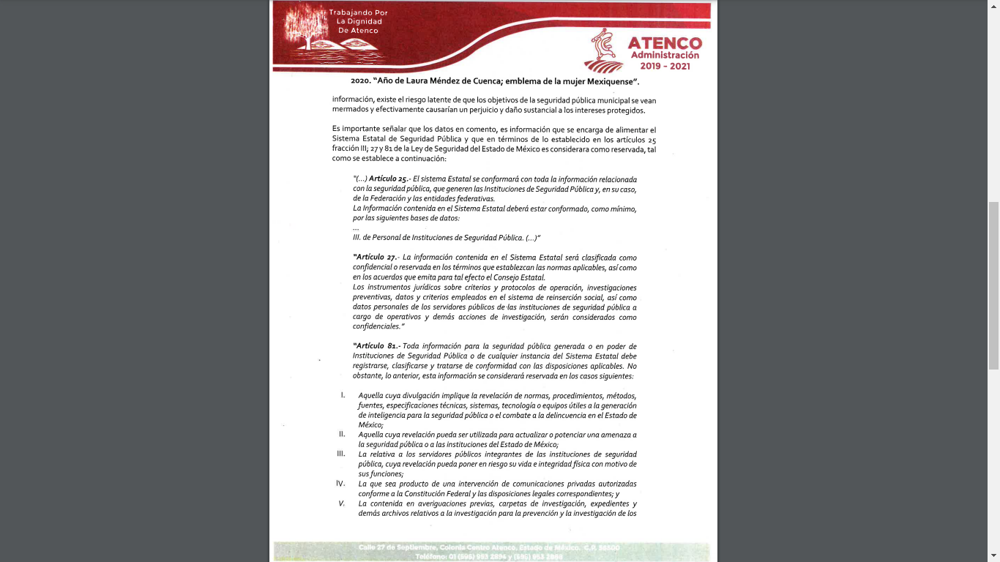 Trabajando Por
La Dignidad
De Atenco
ATENCO
Administración
2019 - 2021
2020. “Año de Laura Méndez de Cuenca; emblema de la mujer Mexiquense”.
información, existe el riesgo latente de que los objetivos de la seguridad pública municipal se vean
mermados y efectivamente causarían un perjuicio y daño sustancial a los intereses protegidos.
Es importante señalar que los datos en comento, es información que se encarga de alimentar el
Sistema Estatal de Seguridad Pública y que en términos de lo establecido en los artículos 25
fracción III; 27 y 81 de la Ley de Seguridad del Estado de México es considerara como reservada, tal
como se establece a continuación:
“(...) Artículo 25.- El sistema Estatal se conformará con toda la información relacionada
con la seguridad pública, que generen las Instituciones de Seguridad Pública y, en su caso,
de la Federación y las entidades federativas.
La Información contenida en el Sistema Estatal deberá estar conformado, como mínimo,
por las siguientes bases de datos:
...
III. de Personal de Instituciones de Seguridad Pública. (...)”
“Artículo 27.- La información contenida en el Sistema Estatal será clasificada como
confidencial o reservada en los términos que establezcan las normas aplicables, así como
en los acuerdos que emita para tal efecto el Consejo Estatal.
Los instrumentos jurídicos sobre criterios y protocolos de operación, investigaciones
preventivas, datos y criterios empleados en el sistema de reinserción social, así como
datos personales de los servidores públicos de las instituciones de seguridad pública a
cargo de operativos y demás acciones de investigación, serán considerados como
confidenciales.”
“Artículo 81.- Toda información para la seguridad pública generada o en poder de
Instituciones de Seguridad Pública o de cualquier instancia del Sistema Estatal debe
registrarse, clasificarse y tratarse de conformidad con las disposiciones aplicables. No
obstante, lo anterior, esta información se considerará reservada en los casos siguientes:
I. Aquella cuya divulgación implique la revelación de normas, procedimientos, métodos,
fuentes, especificaciones técnicas, sistemas, tecnología o equipos útiles a la generación
de inteligencia para la seguridad pública o el combate a la delincuencia en el Estado de
México;
II. Aquella cuya revelación pueda ser utilizada para actualizar o potenciar una amenaza a
la seguridad pública o a las instituciones del Estado de México;
III. La relativa a los servidores públicos integrantes de las instituciones de seguridad
pública, cuya revelación pueda poner en riesgo su vida e integridad física con motivo de
sus funciones;
IV. La que sea producto de una intervención de comunicaciones privadas autorizadas
conforme a la Constitución Federal y las disposiciones legales correspondientes; y
V. La contenida en averiguaciones previas, carpetas de investigación, expedientes y
demás archivos relativos a la investigación para la prevención y la investigación de los
Calle 27 de Septiembre, Colonia Centro Atenco, Estado de México. C.P. 56300
Teléfono: 01 (595) 953 2894 y (595) 953